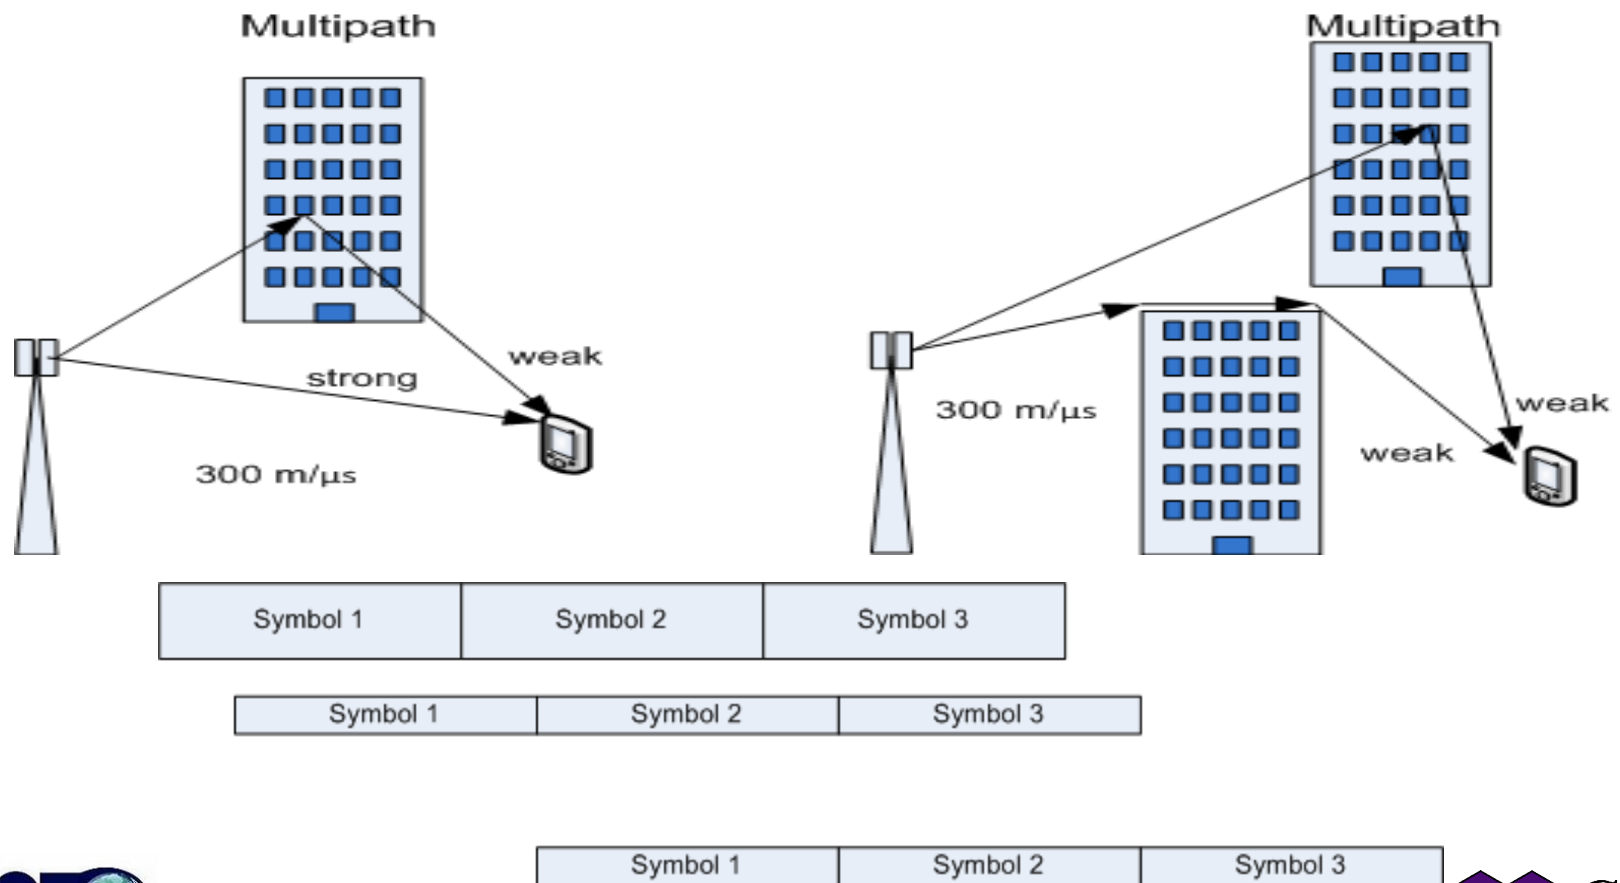 Multipath
Multipath
weak
strong
300 m/μs
300 m/μs
weak
weak
Symbol 1
Symbol 2
Symbol 3
Symbol 1
Symbol 2
Symbol 3
Symbol 1
Symbol 2
Symbol 3